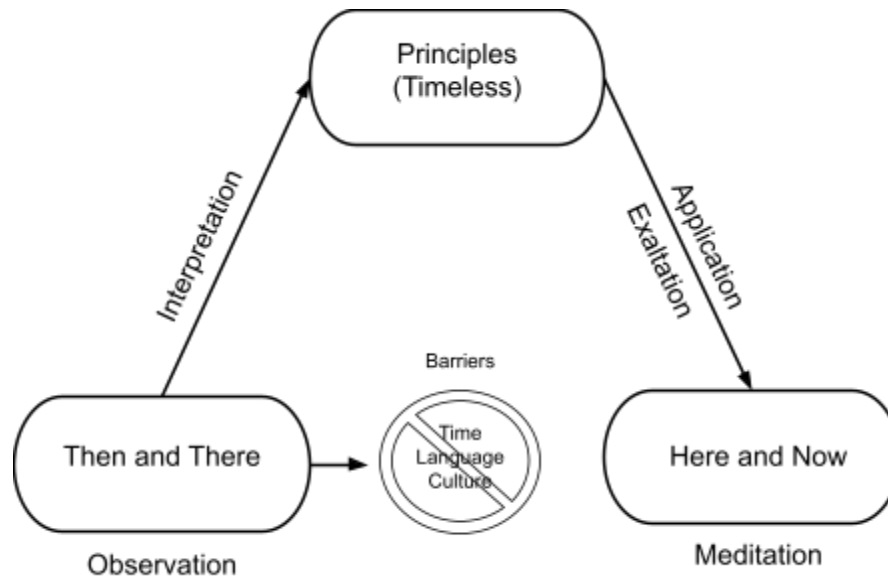 Principles
(Timeless)
Interpretation
Application
Exaltation
Barriers
Then and There
Time
Language
Culture
Here and Now
Observation
Meditation